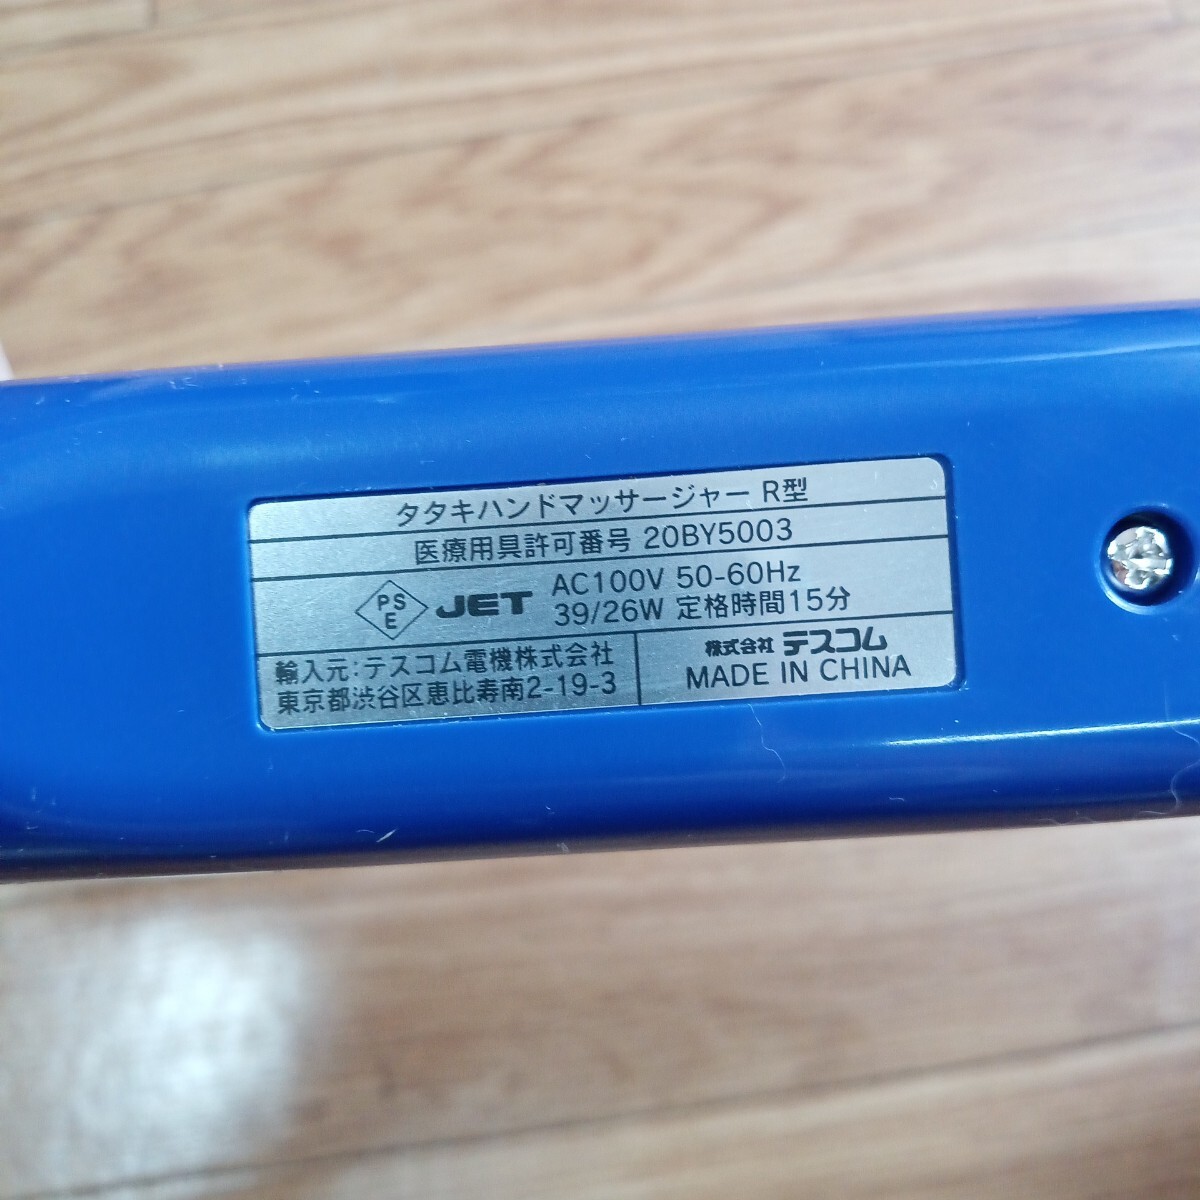 タタキハンドマッサージャー R型
医療用具許可番号 20BY5003
PSE JET AC100V 50-60Hz
39/26W 定格時間15分
輸入元:テスコム電機株式会社
東京都渋谷区恵比寿南2-19-3
株式会社 テスコム
MADE IN CHINA